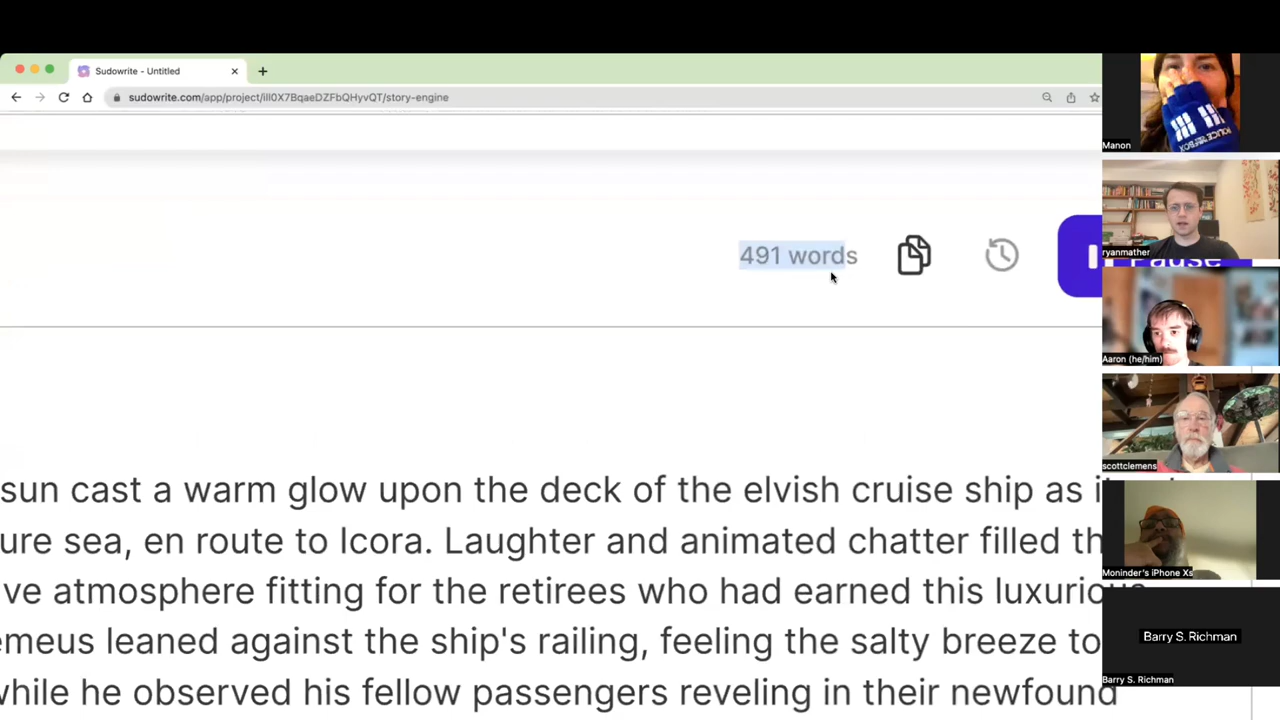 Sudowrite - Untitled
sudowrite.com/app/project/ill0X7BqaeDZFbQHyvQT/story-engine
491 words
Pause
sun cast a warm glow upon the deck of the elvish cruise ship as
ure sea, en route to Icora. Laughter and animated chatter filled th
ve atmosphere fitting for the retirees who had earned this luxurious
emeus leaned against the ship's railing, feeling the salty breeze to
while he observed his fellow passengers reveling in their newfound
Manon
POLICE BOX
ryanmather
Aaron (he/him)
scottclemens
Moninder's iPhone Xs
Barry S. Richman
Barry S. Richman